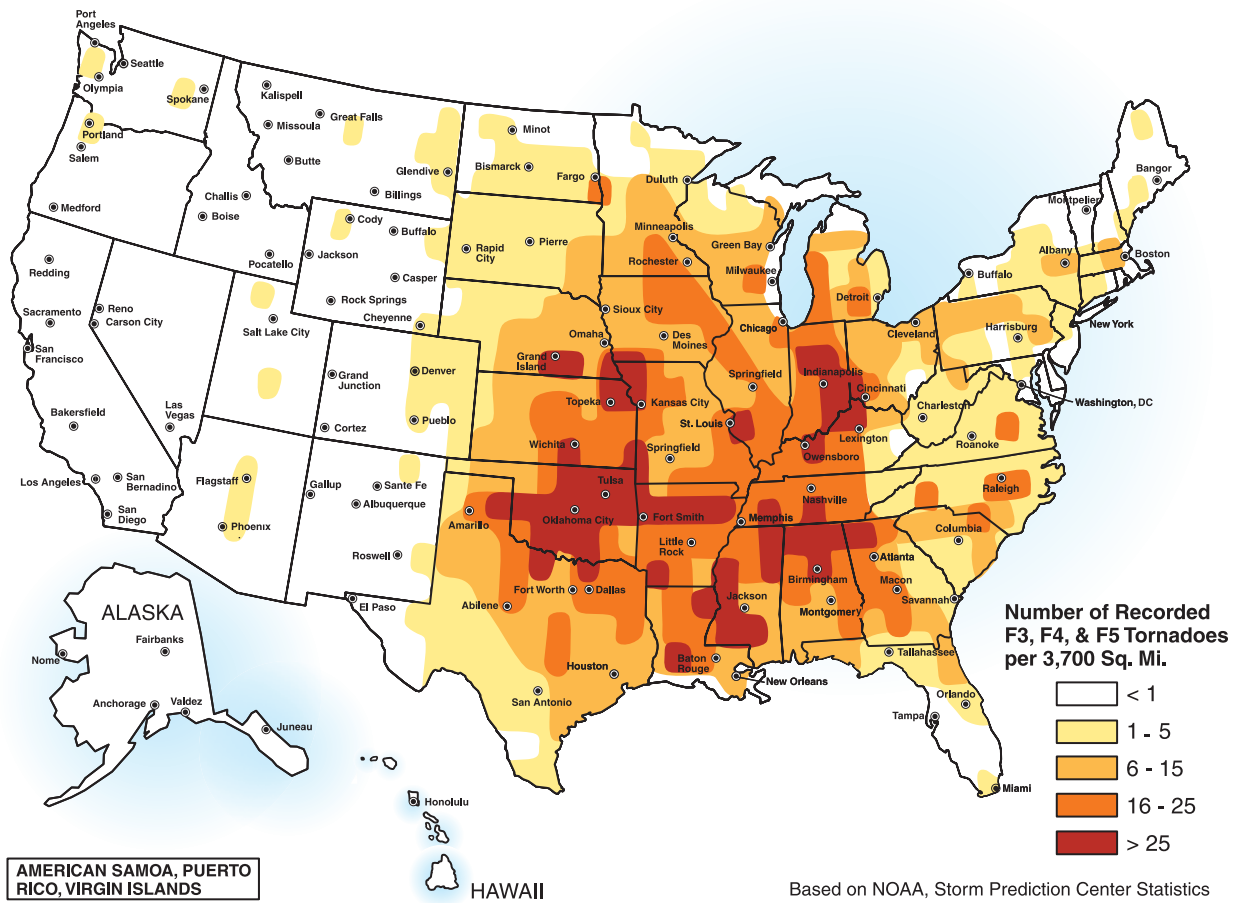 Port
Angeles
Seattle
Olympia
Spokane
Portland
Salem
Medford
Kalispell
Great Falls
Missoula
Butte
Glendive
Billings
Challis
Boise
Pocatello
Cody
Buffalo
Jackson
Casper
Rock Springs
Cheyenne
Minot
Bismarck
Fargo
Rapid
City
Pierre
Duluth
Minneapolis
Rochester
Green Bay
Milwaukee
Sioux City
Omaha
Des
Moines
Grand
Island
Chicago
Detroit
Buffalo
Albany
Montpelier
Bangor
Boston
New York
Cleveland
Harrisburg
Washington, DC
Redding
Reno
Carson City
Sacramento
San
Francisco
Bakersfield
Las
Vegas
Los Angeles
San
Bernadino
San
Diego
Salt Lake City
Grand
Junction
Denver
Pueblo
Cortez
Topeka
Kansas City
Springfield
St. Louis
Indianapolis
Cincinnati
Charleston
Roanoke
Lexington
Owensboro
Wichita
Springfield
Flagstaff
Phoenix
Gallup
Sante Fe
Albuquerque
Roswell
El Paso
Amarillo
Tulsa
Oklahoma City
Fort Smith
Little
Rock
Memphis
Nashville
Raleigh
Columbia
Atlanta
Birmingham
Macon
Montgomery
Savannah
Fort Worth
Dallas
Abilene
Jackson
Baton
Rouge
Houston
San Antonio
New Orleans
Tallahassee
Orlando
Tampa
Miami
ALASKA
Fairbanks
Nome
Anchorage
Valdez
Juneau
Honolulu
HAWAII
AMERICAN SAMOA, PUERTO
RICO, VIRGIN ISLANDS
Number of Recorded
F3, F4, & F5 Tornadoes
per 3,700 Sq. Mi.
< 1
1 - 5
6 - 15
16 - 25
> 25
Based on NOAA, Storm Prediction Center Statistics